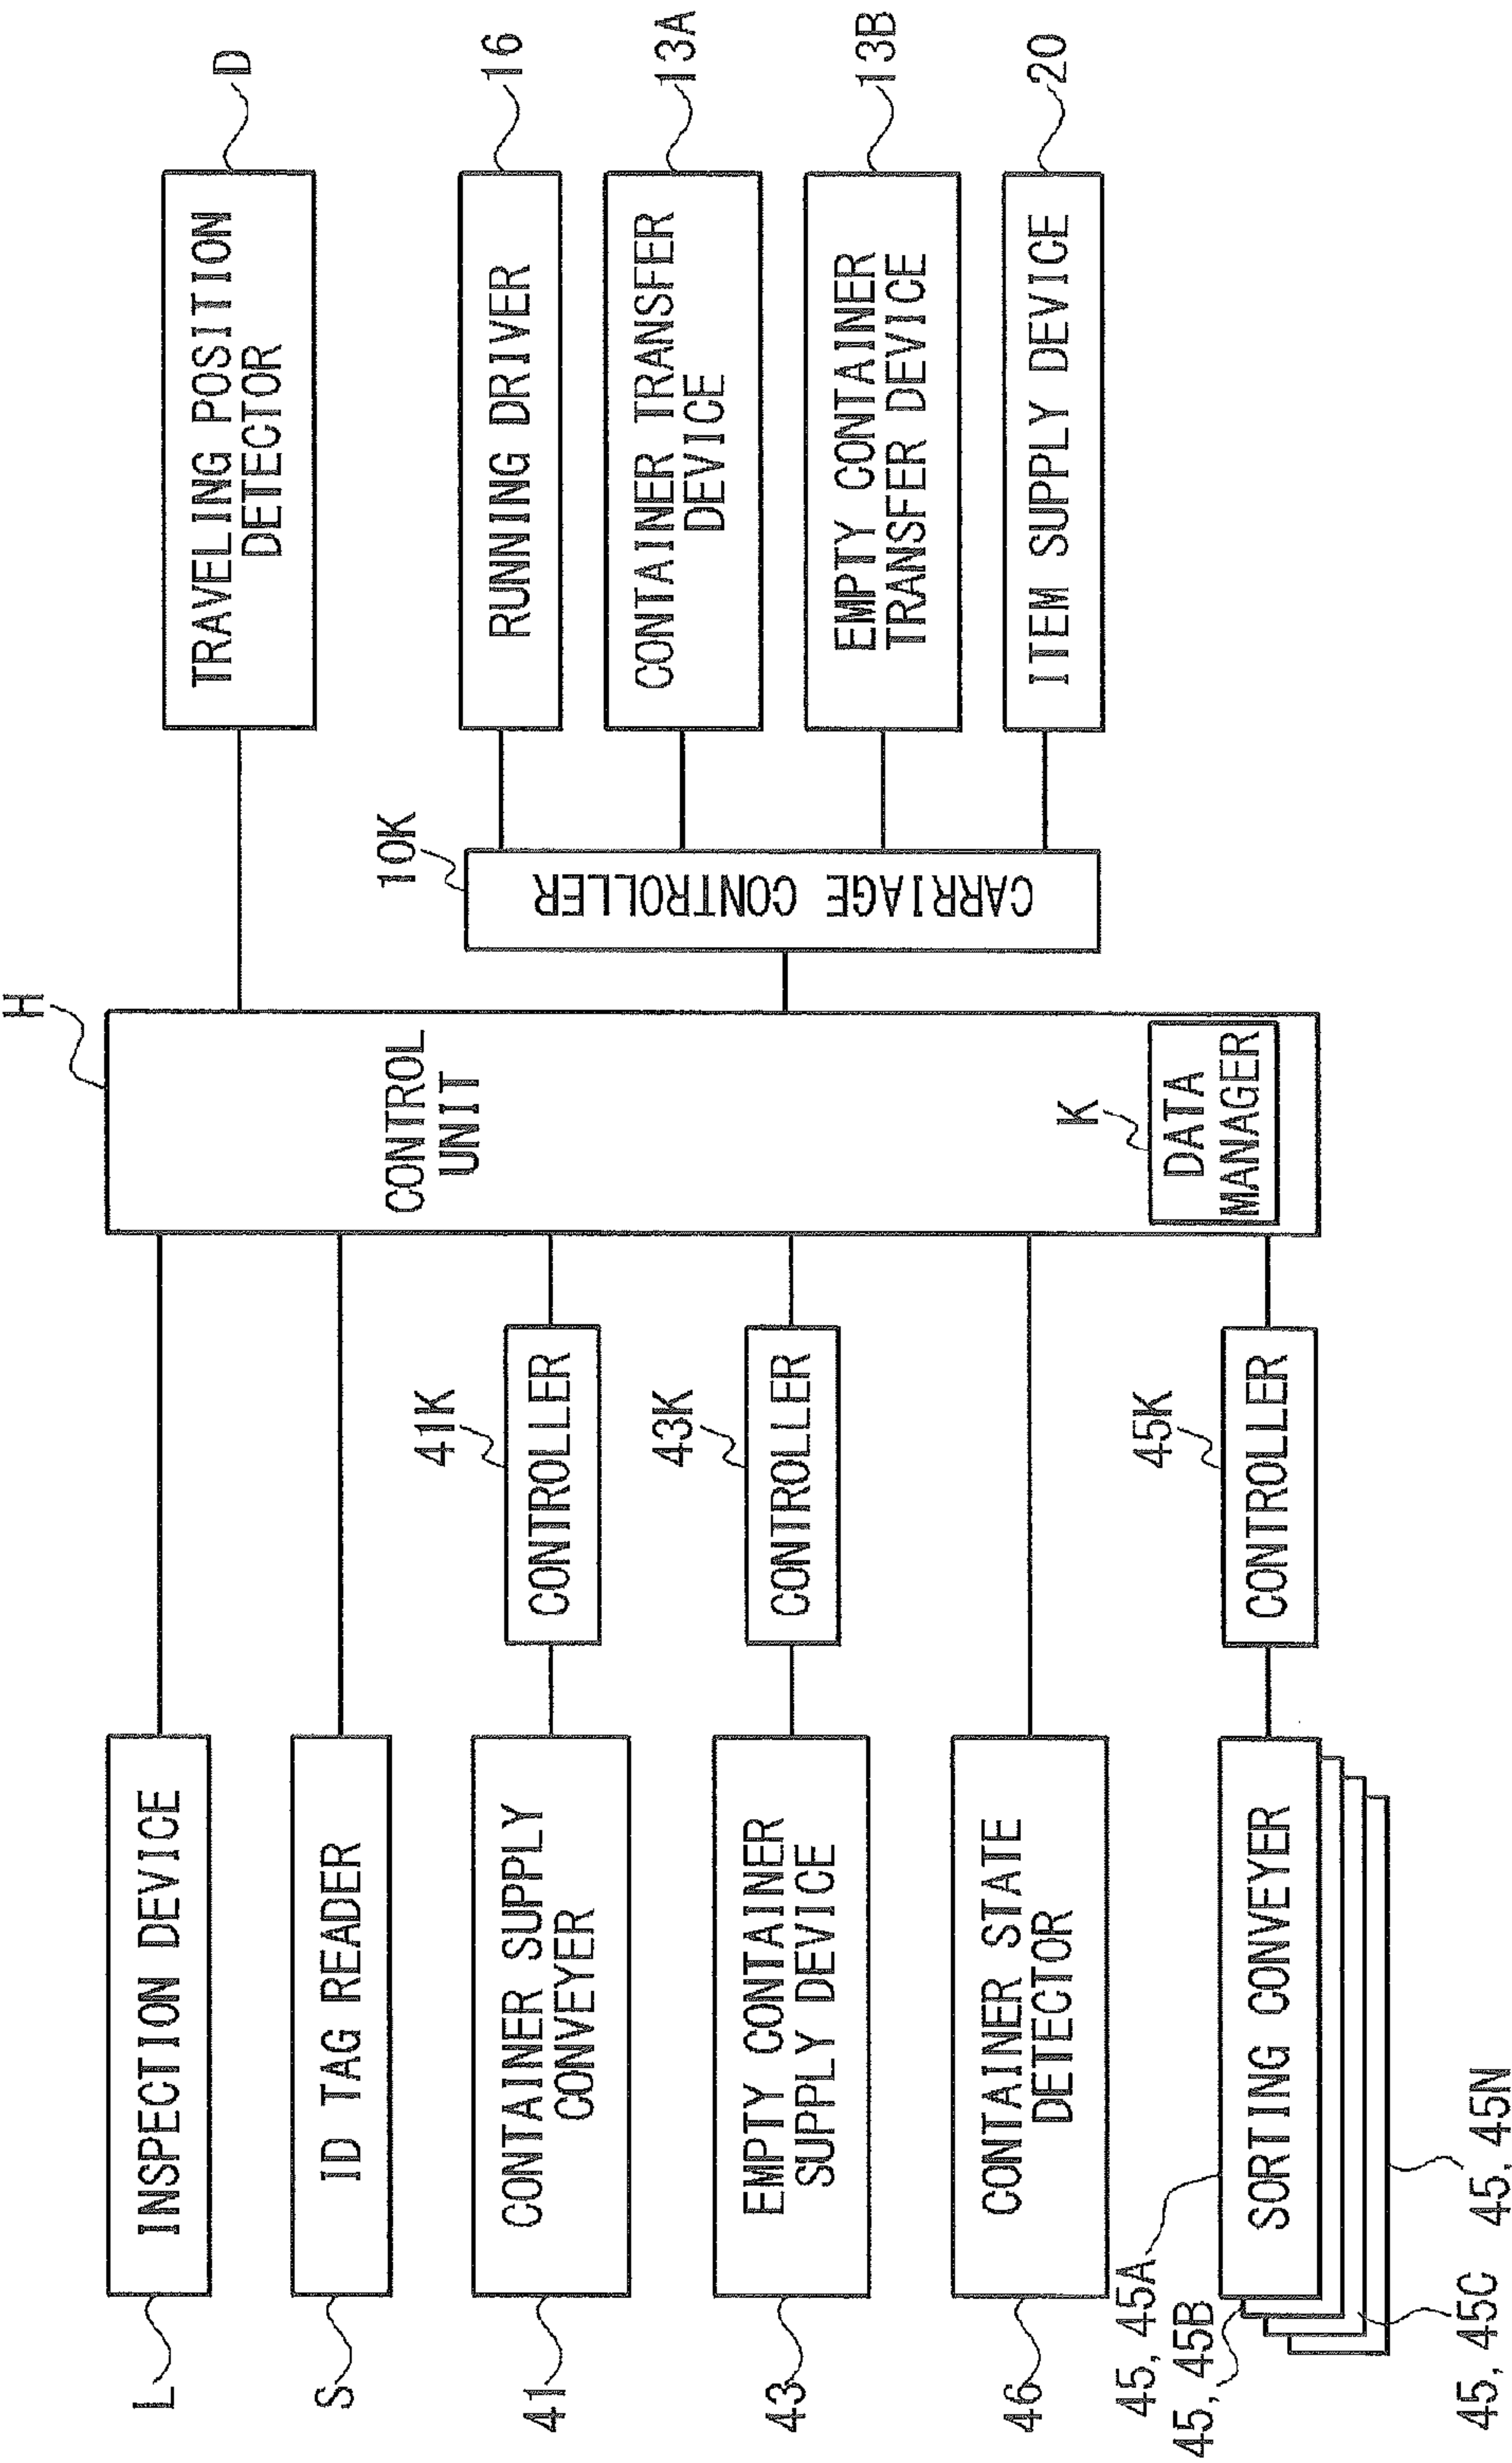 L
INSPECTION DEVICE
S
ID TAG READER
41
CONTAINER SUPPLY
CONVEYER
41K
CONTROLLER
43
EMPTY CONTAINER
SUPPLY DEVICE
43K
CONTROLLER
46
CONTAINER STATE
DETECTOR
45, 45A
45, 45B
SORTING CONVEYER
45, 45C
45, 45N
45K
CONTROLLER
H
CONTROL
UNIT
K
DATA
MANAGER
D
TRAVELING POSITION
DETECTOR
10K
CARRIAGE CONTROLLER
16
RUNNING DRIVER
13A
CONTAINER TRANSFER
DEVICE
13B
EMPTY CONTAINER
TRANSFER DEVICE
20
ITEM SUPPLY DEVICE